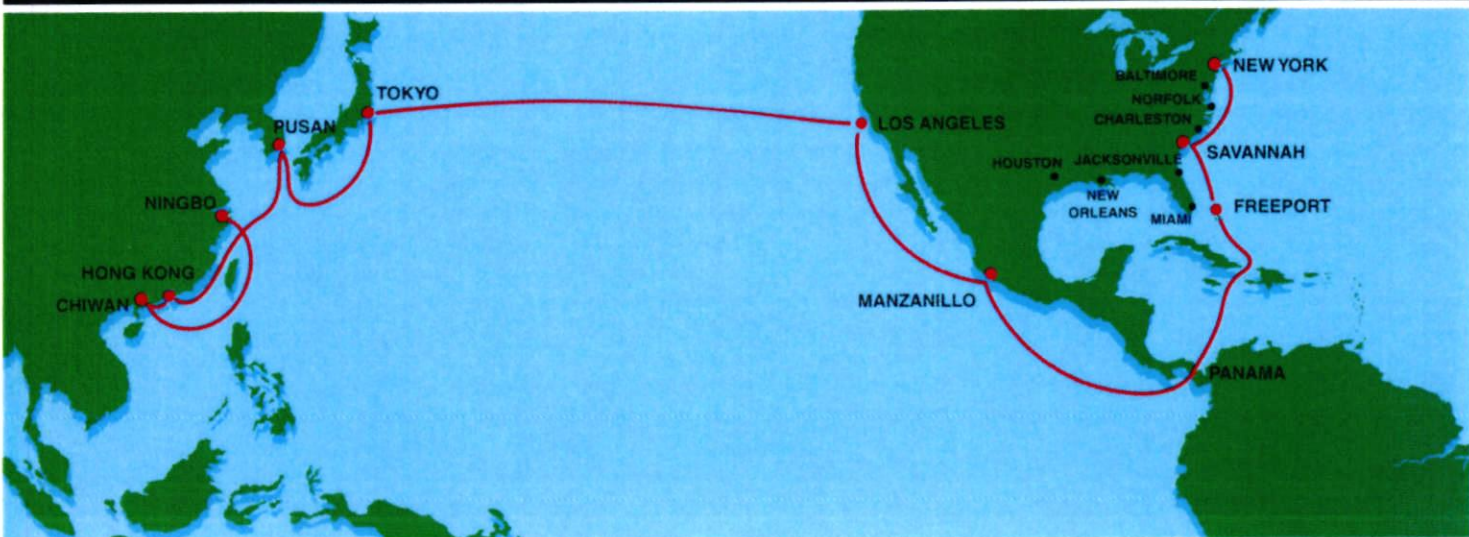 NEW YORK
BALTIMORE
TOKYO
NORFOLK
PUSAN
CHARLESTON
LOS ANGELES
SAVANNAH
HOUSTON
JACKSONVILLE
NINGBO
NEW
ORLEANS
MIAMI
FREEPORT
HONG KONG
CHIWAN
MANZANILLO
PANAMA